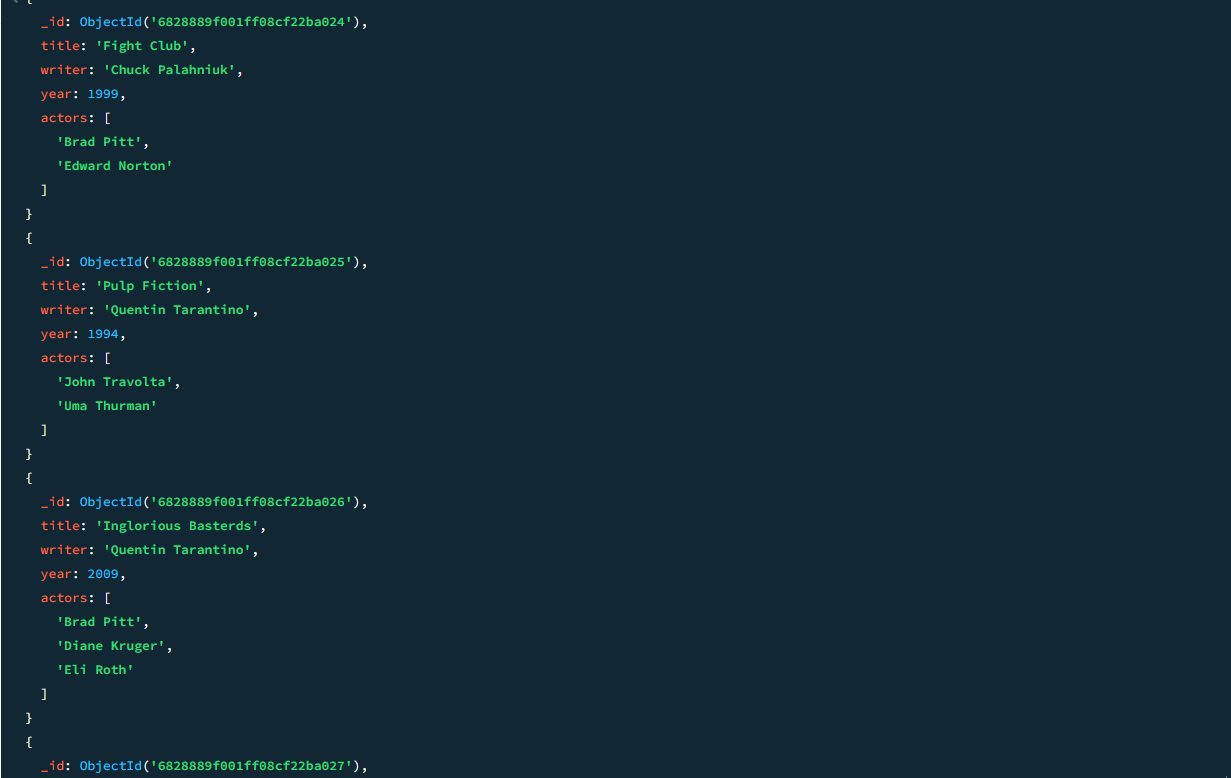 {
_id: ObjectId('6828889f001ff08cf22ba024'),
title: 'Fight Club',
writer: 'Chuck Palahniuk',
year: 1999,
actors: [
'Brad Pitt',
'Edward Norton'
]
}
{
_id: ObjectId('6828889f001ff08cf22ba025'),
title: 'Pulp Fiction',
writer: 'Quentin Tarantino',
year: 1994,
actors: [
'John Travolta',
'Uma Thurman'
]
}
{
_id: ObjectId('6828889f001ff08cf22ba026'),
title: 'Inglorious Basterds',
writer: 'Quentin Tarantino',
year: 2009,
actors: [
'Brad Pitt',
'Diane Kruger',
'Eli Roth'
]
}
{
_id: ObjectId('6828889f001ff08cf22ba027'),